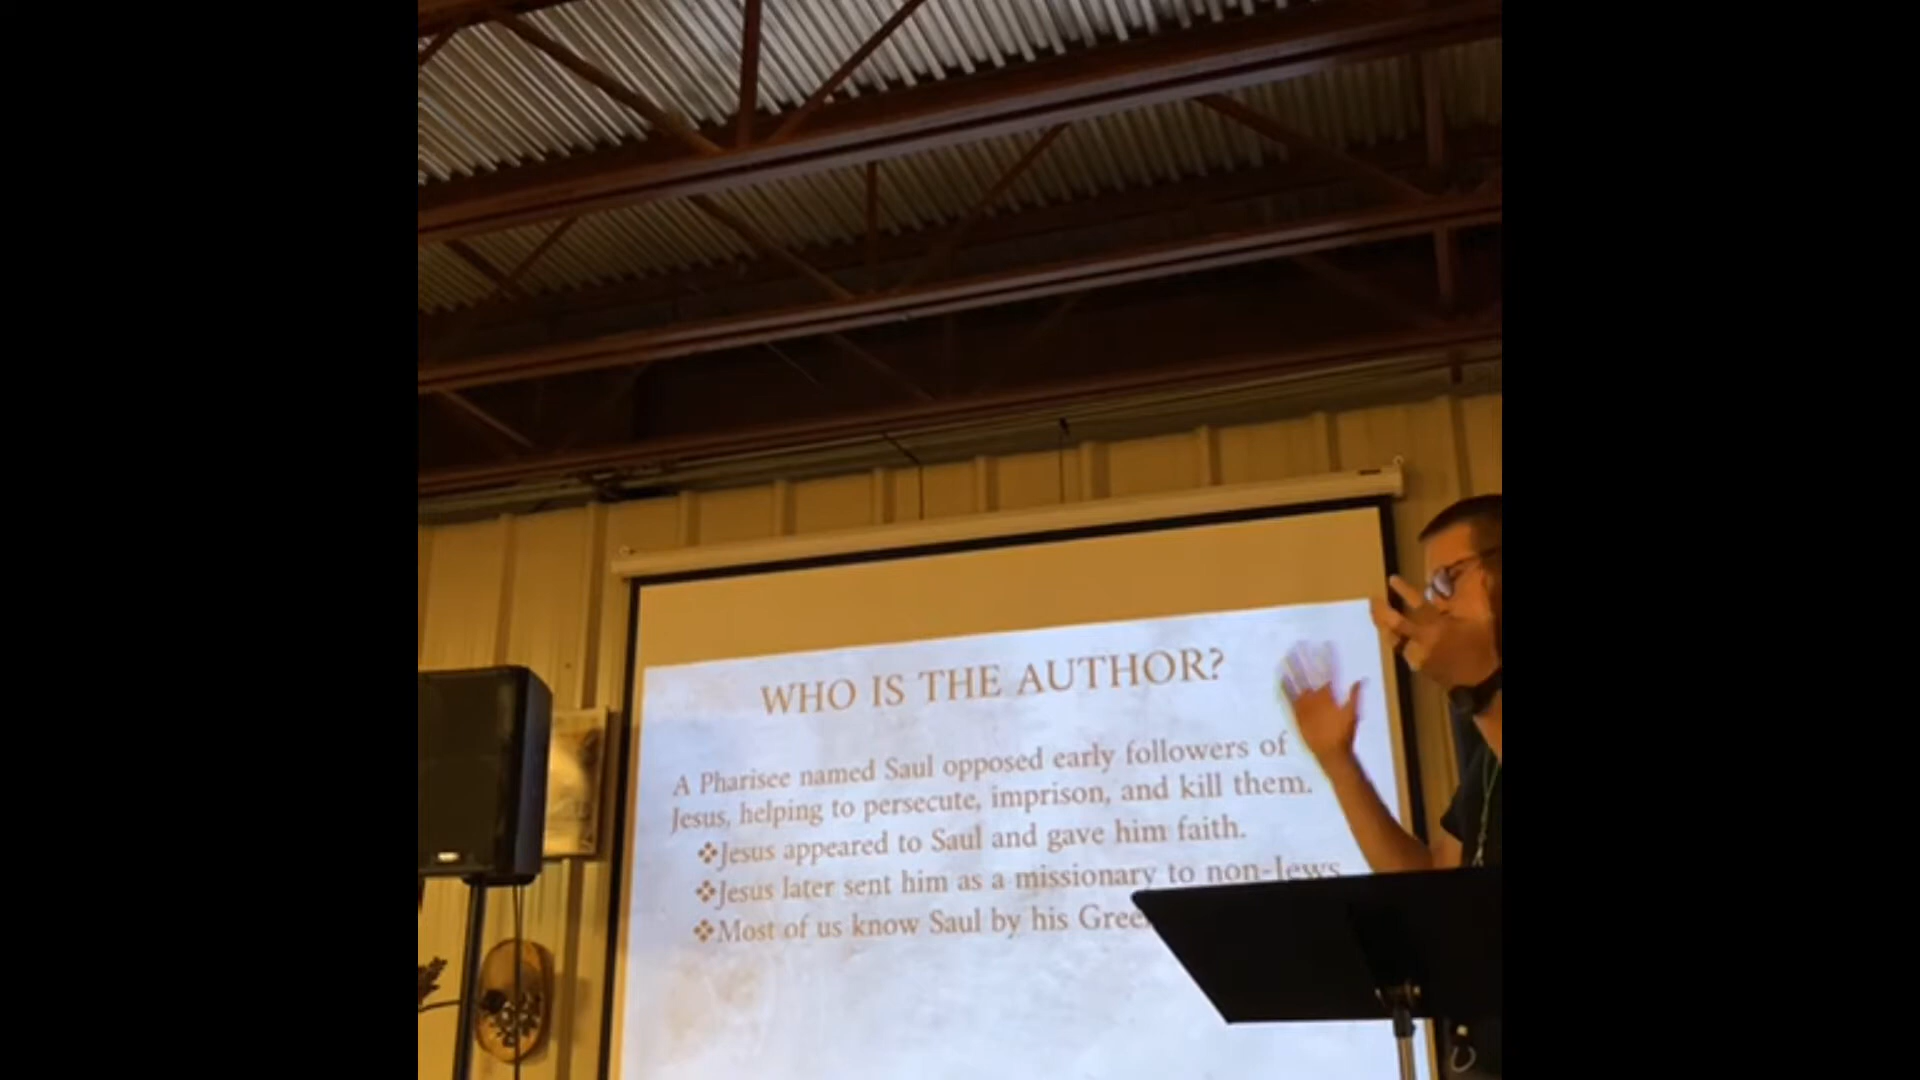 WHO IS THE AUTHOR?
A Pharisee named Saul opposed early followers of
Jesus, helping to persecute, imprison, and kill them.
❖Jesus appeared to Saul and gave him faith.
❖Jesus later sent him as a missionary to non-Jews
❖Most of us know Saul by his